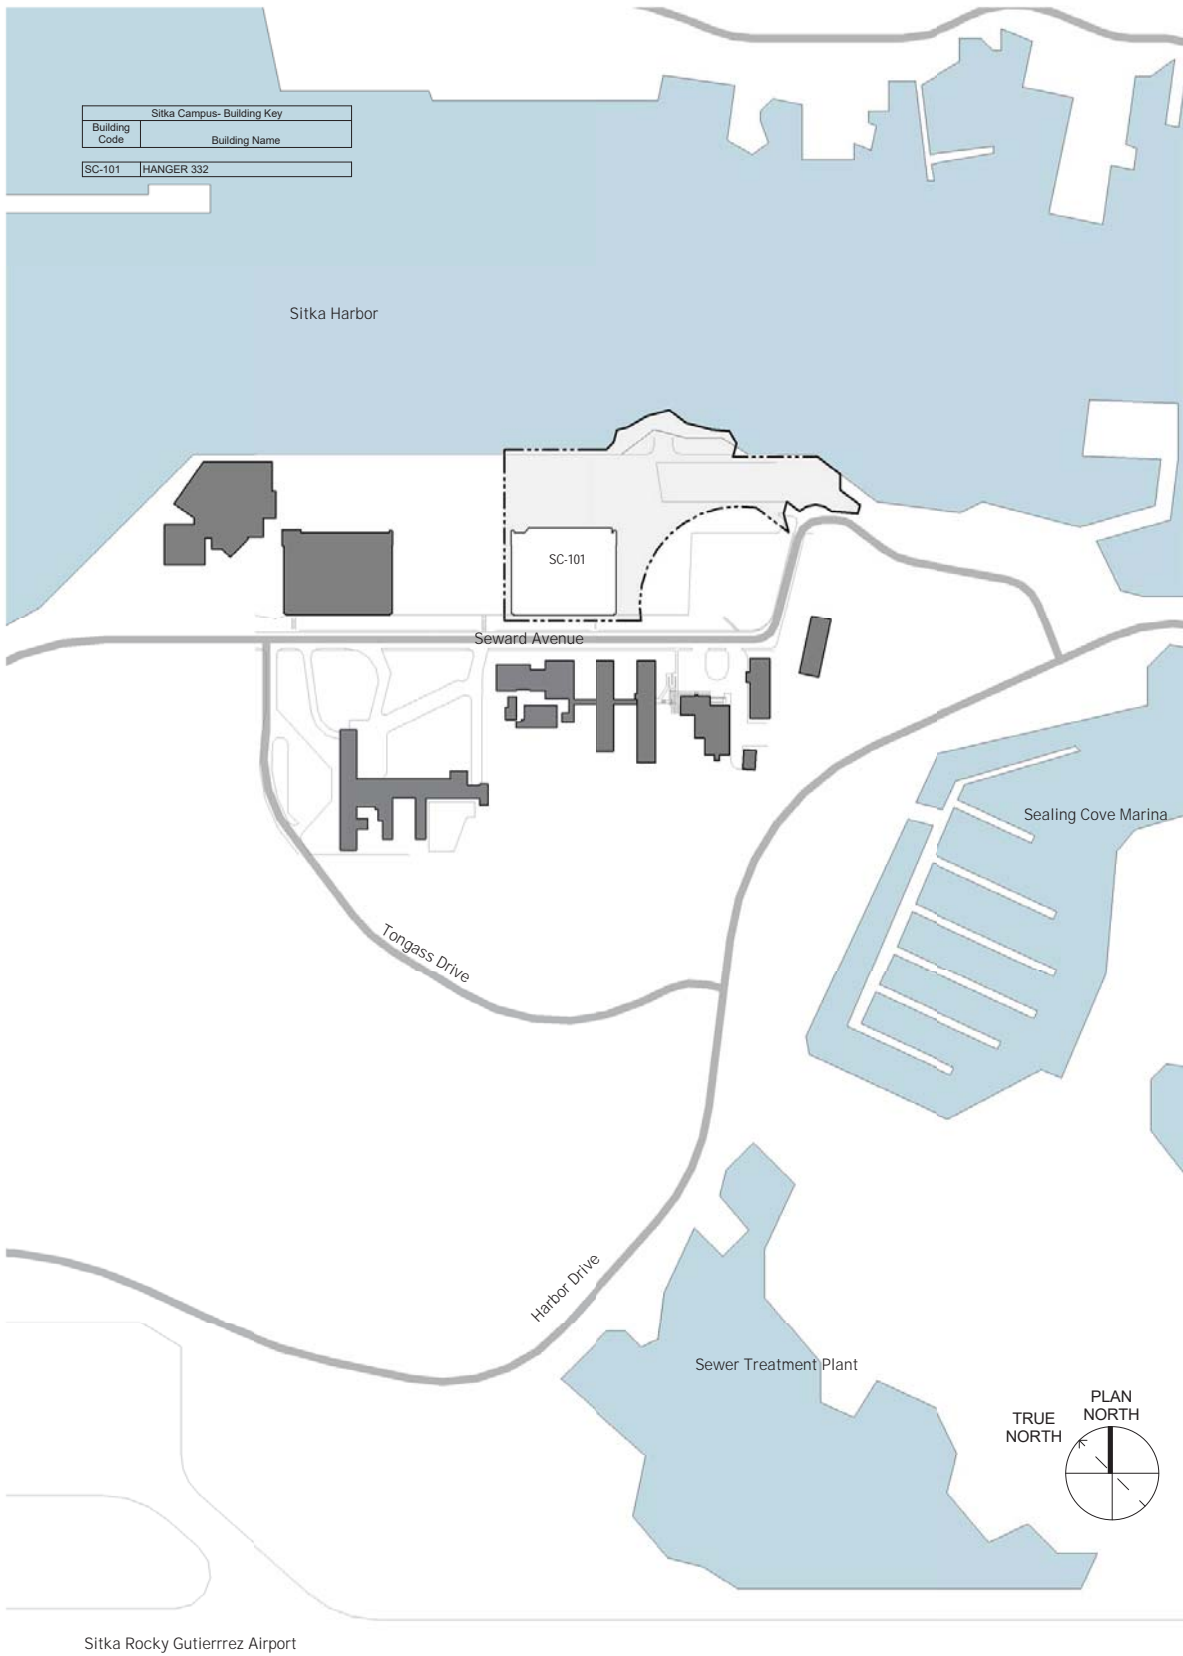 Sitka Campus- Building Key
Building
Code
Building Name
SC-101 HANGER 332
Sitka Harbor
SC-101
Seward Avenue
Sealing Cove Marina
Tongass Drive
Harbor Drive
Sewer Treatment Plant
PLAN
NORTH
TRUE
NORTH
Sitka Rocky Gutierrrez Airport